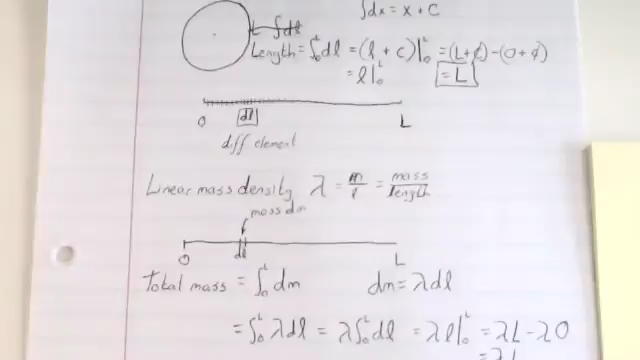 ∫dx = x + C
L ∫dl
Length = ∫₀ᴸ dl = (l + c)|₀ᴸ = (L + c) - (0 + c)
= l|₀ᴸ = L
dl
0 L
diff element
Linear mass density λ = m/l = mass/length
mass dm
0 dl L
Total mass = ∫₀ᴸ dm dm = λdl
= ∫₀ᴸ λdl = λ∫₀ᴸ dl = λl|₀ᴸ = λL - λ0
= λL